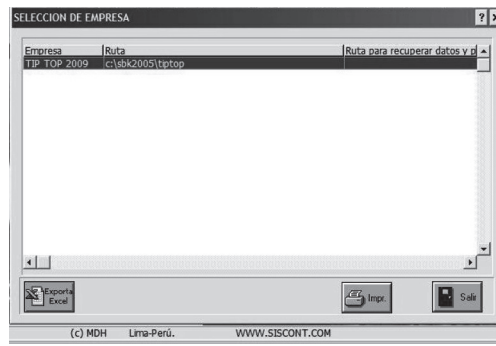 SELECCION DE EMPRESA
Empresa Ruta Ruta para recuperar datos y p
TIP TOP 2009 c:\sbk2005\tiptop
Exporta
Excel
Impr.
Salir
(c) MDH Lima-Perú. WWW.SISCONT.COM